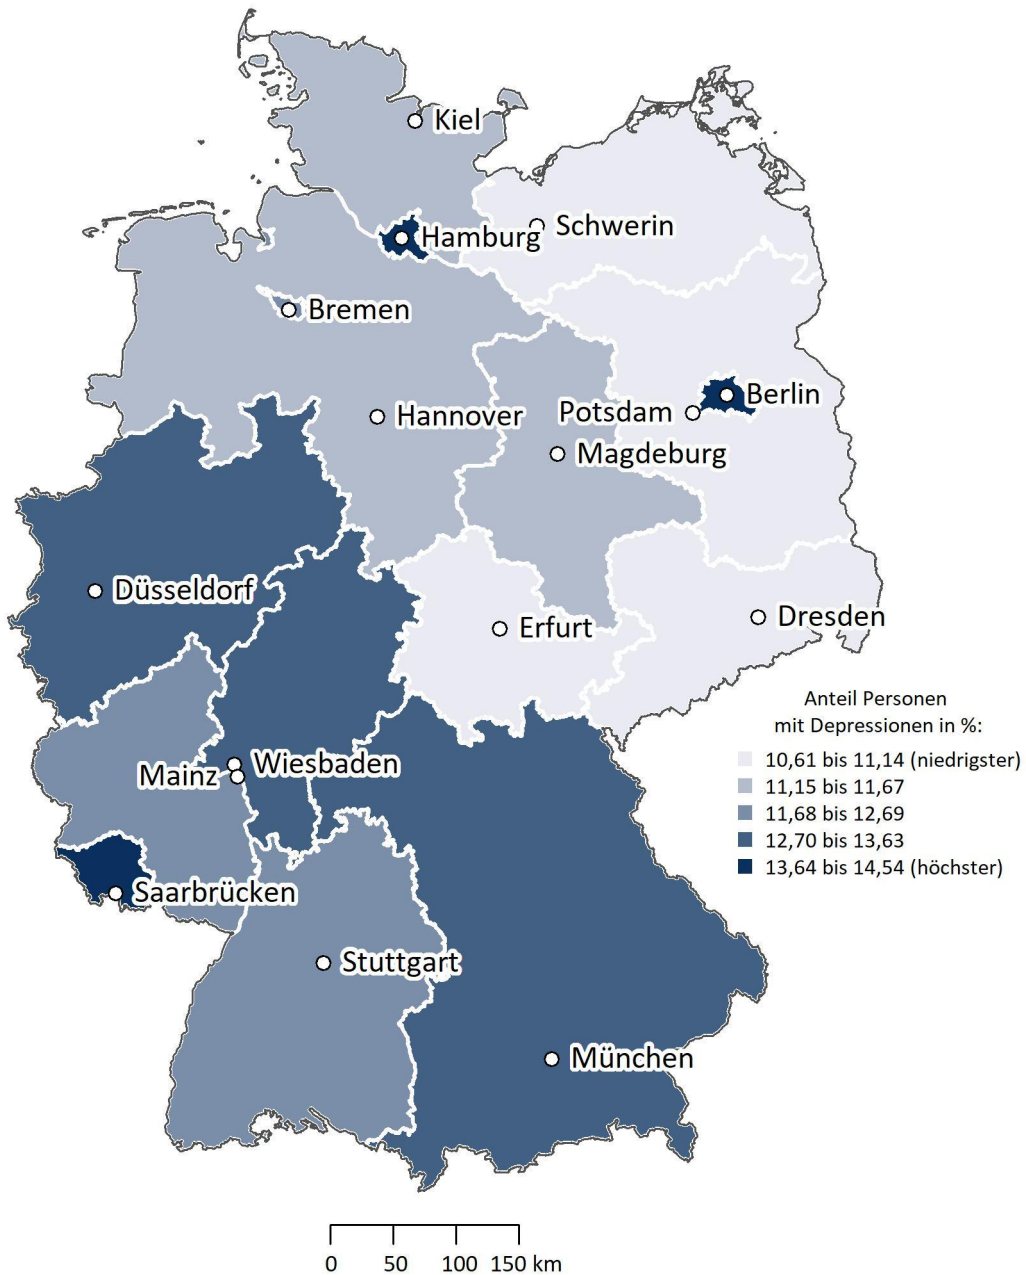 Kiel
Schwerin
Hamburg
Bremen
Berlin
Hannover
Potsdam
Magdeburg
Düsseldorf
Dresden
Erfurt
Anteil Personen
mit Depressionen in %:
10,61 bis 11,14 (niedrigster)
11,15 bis 11,67
11,68 bis 12,69
12,70 bis 13,63
13,64 bis 14,54 (höchster)
Wiesbaden
Mainz
Saarbrücken
Stuttgart
München
0 50 100 150 km